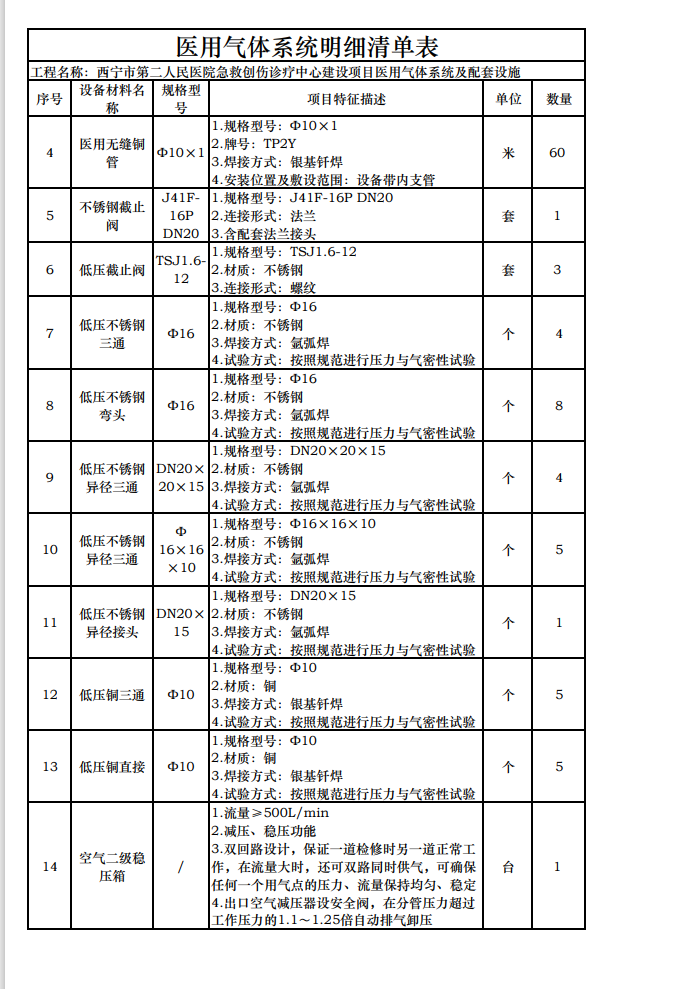 医用气体系统明细清单表
工程名称：西宁市第二人民医院急救创伤诊疗中心建设项目医用气体系统及配套设施
序号 设备材料名称 规格型号 项目特征描述 单位 数量
4 医用无缝铜管 Φ10×1 1.规格型号：Φ10×1
2.牌号：TP2Y
3.焊接方式：银基钎焊
4.安装位置及敷设范围：设备带内支管 米 60
5 不锈钢截止阀 J41F-16P DN20 1.规格型号：J41F-16P DN20
2.连接形式：法兰
3.含配套法兰接头 套 1
6 低压截止阀 TSJ1.6-12 1.规格型号：TSJ1.6-12
2.材质：不锈钢
3.连接形式：螺纹 套 3
7 低压不锈钢三通 Φ16 1.规格型号：Φ16
2.材质：不锈钢
3.焊接方式：氩弧焊
4.试验方式：按照规范进行压力与气密性试验 个 4
8 低压不锈钢弯头 Φ16 1.规格型号：Φ16
2.材质：不锈钢
3.焊接方式：氩弧焊
4.试验方式：按照规范进行压力与气密性试验 个 8
9 低压不锈钢异径三通 DN20×20×15 1.规格型号：DN20×20×15
2.材质：不锈钢
3.焊接方式：氩弧焊
4.试验方式：按照规范进行压力与气密性试验 个 4
10 低压不锈钢异径三通 Φ16×16×10 1.规格型号：Φ16×16×10
2.材质：不锈钢
3.焊接方式：氩弧焊
4.试验方式：按照规范进行压力与气密性试验 个 5
11 低压不锈钢异径接头 DN20×15 1.规格型号：DN20×15
2.材质：不锈钢
3.焊接方式：氩弧焊
4.试验方式：按照规范进行压力与气密性试验 个 1
12 低压铜三通 Φ10 1.规格型号：Φ10
2.材质：铜
3.焊接方式：银基钎焊
4.试验方式：按照规范进行压力与气密性试验 个 5
13 低压铜直接 Φ10 1.规格型号：Φ10
2.材质：铜
3.焊接方式：银基钎焊
4.试验方式：按照规范进行压力与气密性试验 个 5
14 空气二级稳压箱 / 1.流量≥500L/min
2.减压、稳压功能
3.双回路设计，保证一道检修时另一道正常工
作，在流量大时，还可双路同时供气，可确保
任何一个用气点的压力、流量保持均匀、稳定
4.出口空气减压器设安全阀，在分管压力超过
工作压力的1.1～1.25倍自动排气卸压 台 1